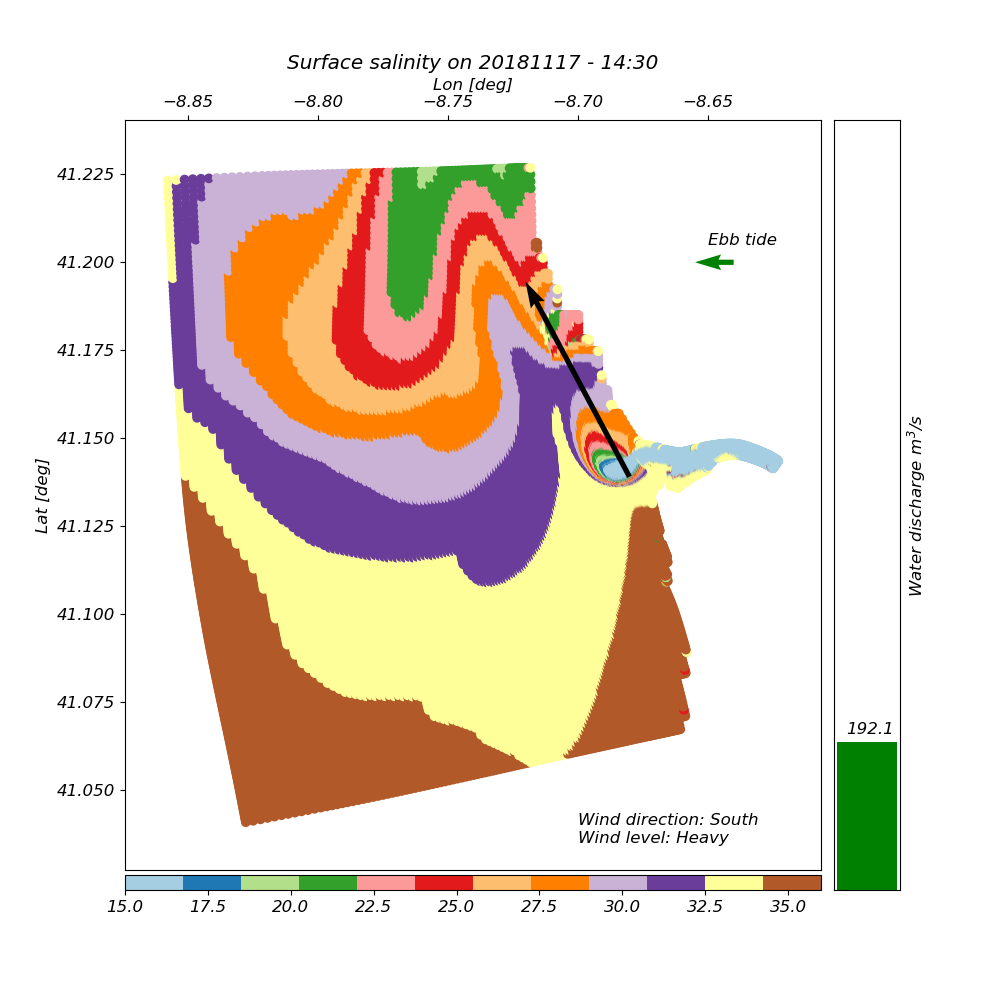 Surface salinity on 20181117 - 14:30
Lon [deg]
−8.85 −8.80 −8.75 −8.70 −8.65
41.225
41.200
41.175
41.150
41.125
41.100
41.075
41.050
Lat [deg]
Ebb tide
Wind direction: South
Wind level: Heavy
192.1
Water discharge m³/s
15.0 17.5 20.0 22.5 25.0 27.5 30.0 32.5 35.0